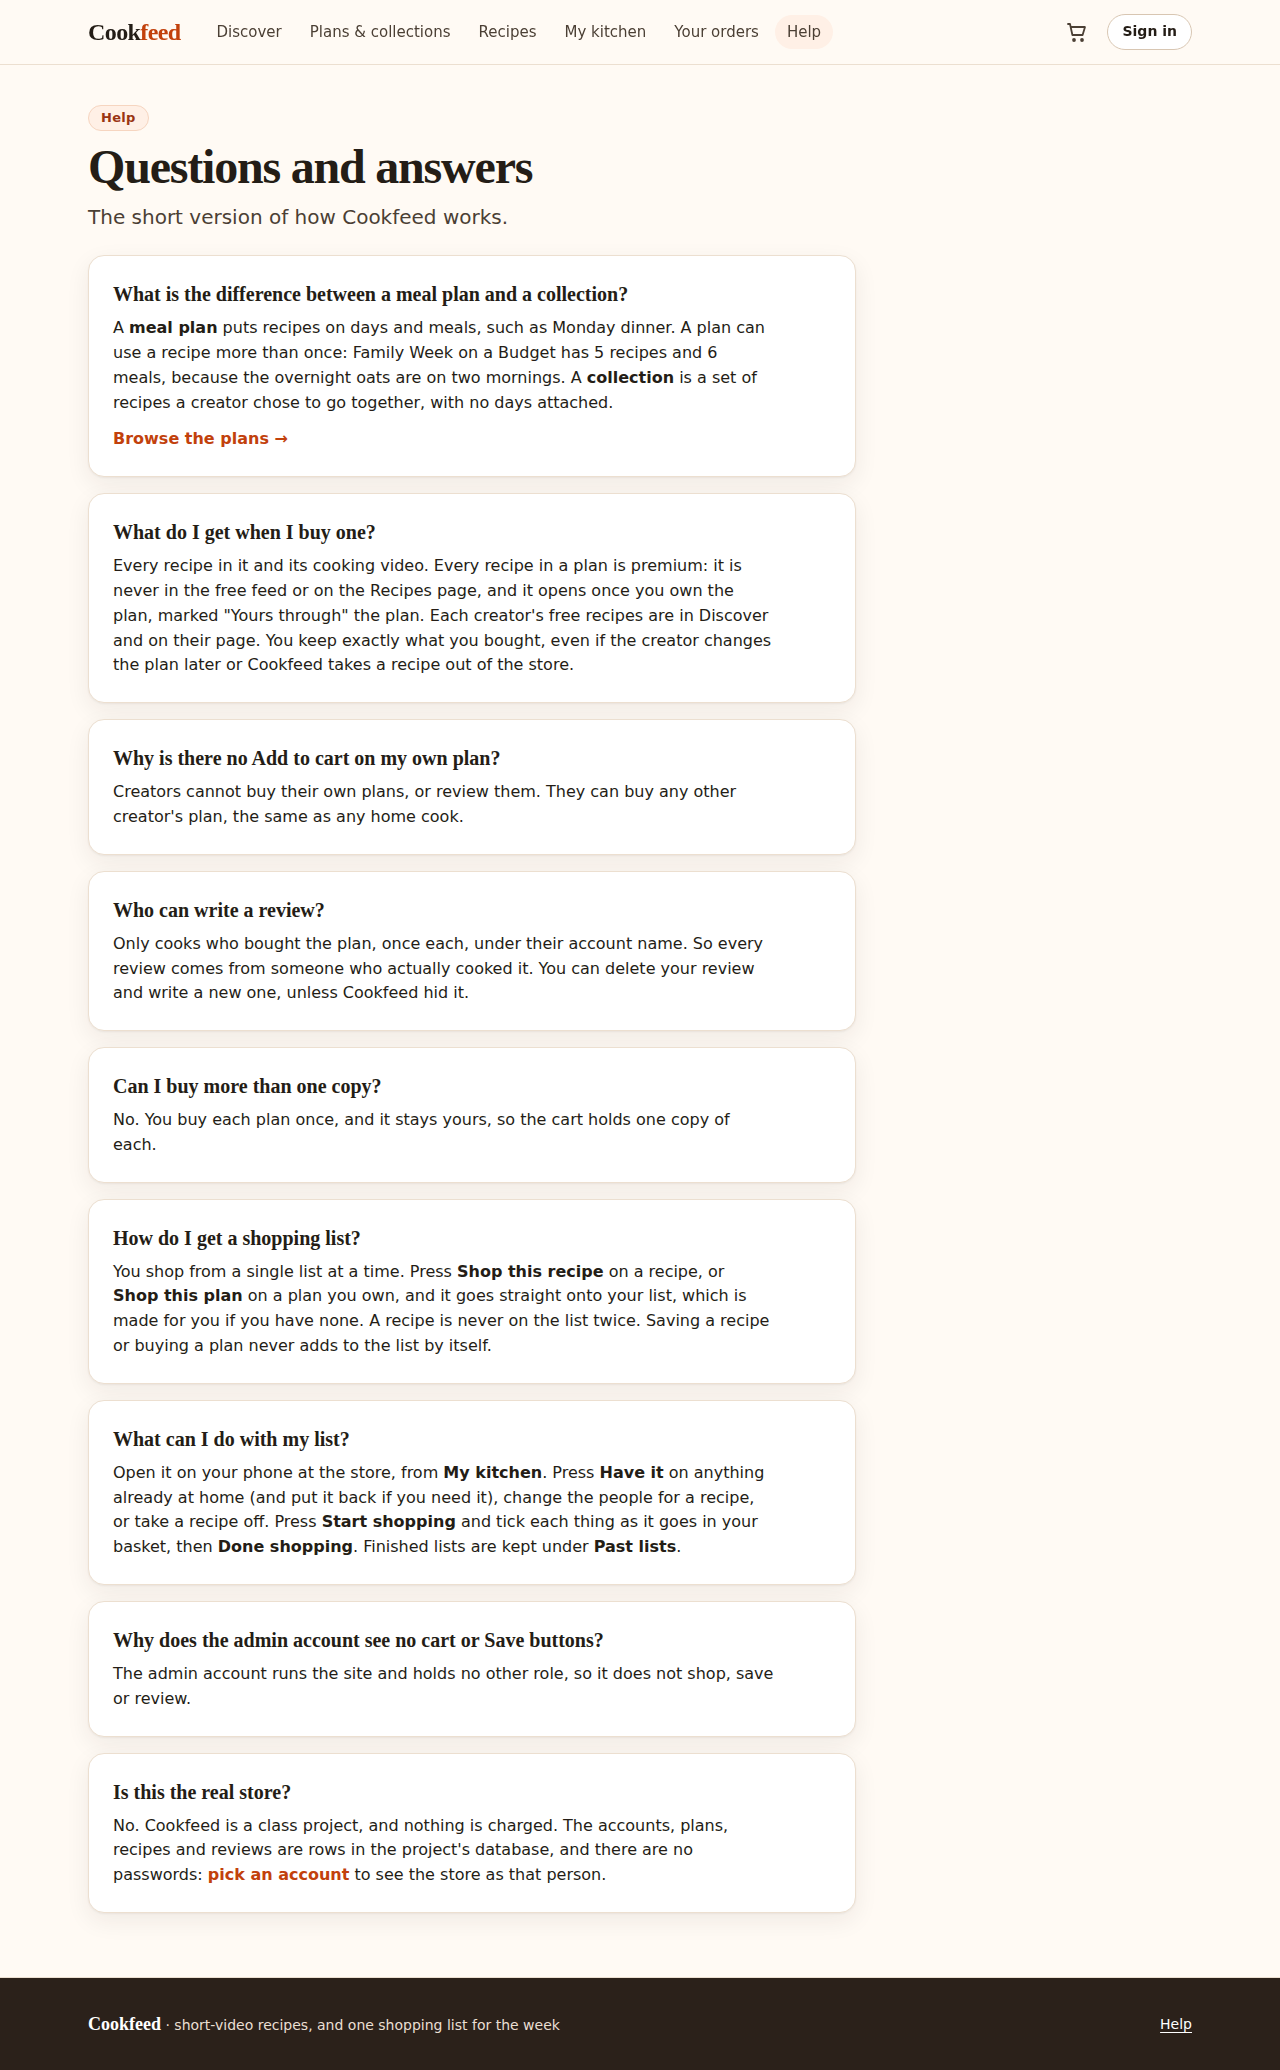 Cookfeed Discover Plans & collections Recipes My kitchen Your orders Help Sign in
Help
Questions and answers
The short version of how Cookfeed works.
What is the difference between a meal plan and a collection?
A meal plan puts recipes on days and meals, such as Monday dinner. A plan can
use a recipe more than once: Family Week on a Budget has 5 recipes and 6
meals, because the overnight oats are on two mornings. A collection is a set of
recipes a creator chose to go together, with no days attached.
Browse the plans →
What do I get when I buy one?
Every recipe in it and its cooking video. Every recipe in a plan is premium: it is
never in the free feed or on the Recipes page, and it opens once you own the
plan, marked "Yours through" the plan. Each creator's free recipes are in Discover
and on their page. You keep exactly what you bought, even if the creator changes
the plan later or Cookfeed takes a recipe out of the store.
Why is there no Add to cart on my own plan?
Creators cannot buy their own plans, or review them. They can buy any other
creator's plan, the same as any home cook.
Who can write a review?
Only cooks who bought the plan, once each, under their account name. So every
review comes from someone who actually cooked it. You can delete your review
and write a new one, unless Cookfeed hid it.
Can I buy more than one copy?
No. You buy each plan once, and it stays yours, so the cart holds one copy of
each.
How do I get a shopping list?
You shop from a single list at a time. Press Shop this recipe on a recipe, or
Shop this plan on a plan you own, and it goes straight onto your list, which is
made for you if you have none. A recipe is never on the list twice. Saving a recipe
or buying a plan never adds to the list by itself.
What can I do with my list?
Open it on your phone at the store, from My kitchen. Press Have it on anything
already at home (and put it back if you need it), change the people for a recipe,
or take a recipe off. Press Start shopping and tick each thing as it goes in your
basket, then Done shopping. Finished lists are kept under Past lists.
Why does the admin account see no cart or Save buttons?
The admin account runs the site and holds no other role, so it does not shop, save
or review.
Is this the real store?
No. Cookfeed is a class project, and nothing is charged. The accounts, plans,
recipes and reviews are rows in the project's database, and there are no
passwords: pick an account to see the store as that person.
Cookfeed · short-video recipes, and one shopping list for the week Help